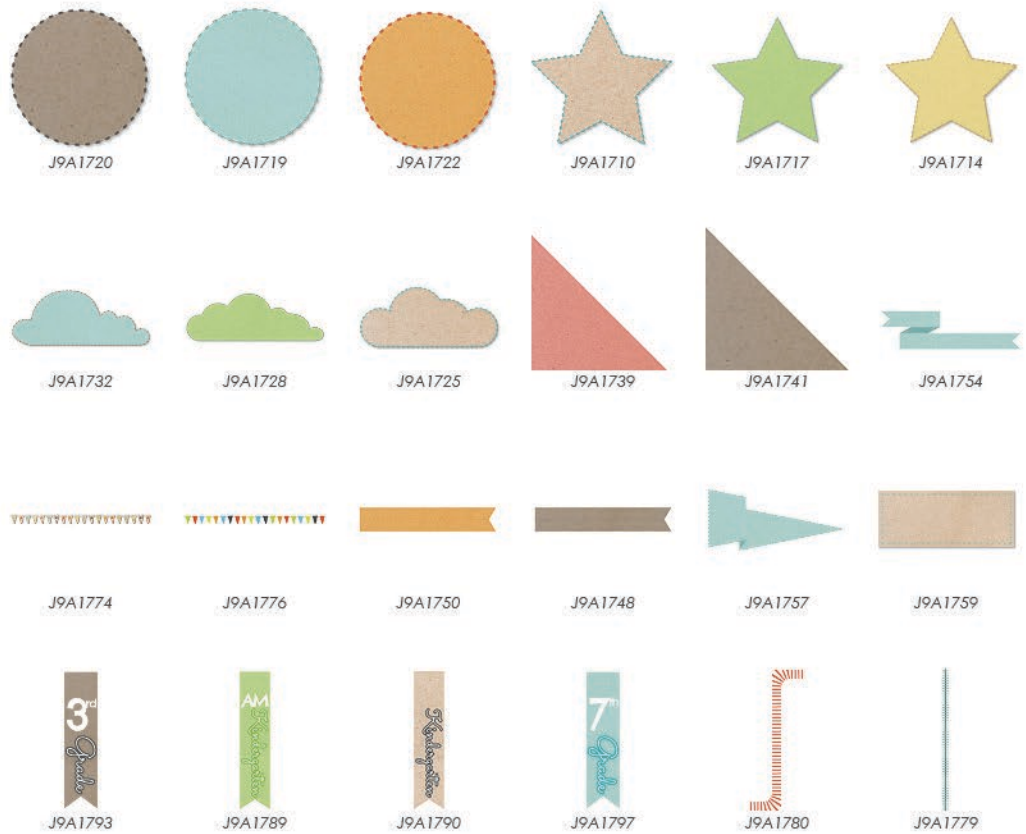 J9A1720 J9A1719 J9A1722 J9A1710 J9A1717 J9A1714
J9A1732 J9A1728 J9A1725 J9A1739 J9A1741 J9A1754
J9A1774 J9A1776 J9A1750 J9A1748 J9A1757 J9A1759
3rd Grade
AM Kindergarten
Kindergarten
7th Grade
J9A1793 J9A1789 J9A1790 J9A1797 J9A1780 J9A1779